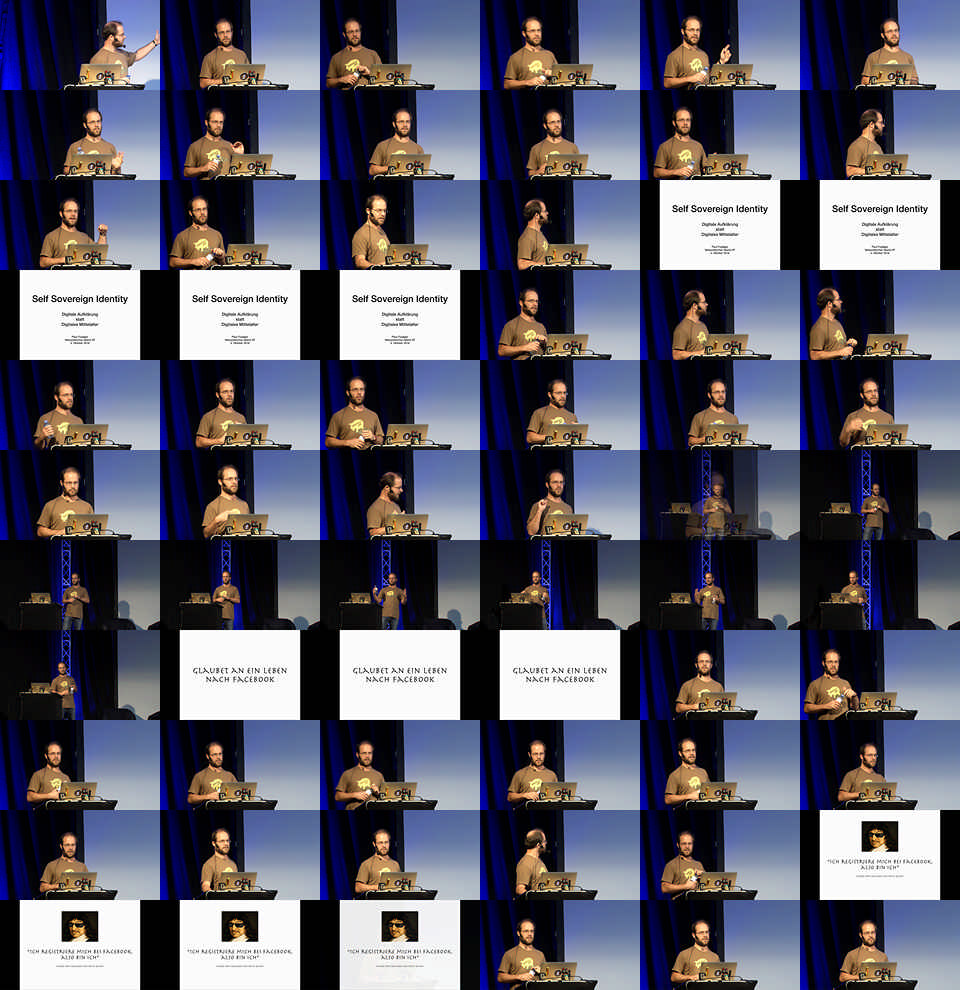 Self Sovereign Identity
Digitale Aufklärung
statt
Digitales Mittelalter
Self Sovereign Identity
Digitale Aufklärung
statt
Digitales Mittelalter
Self Sovereign Identity
Digitale Aufklärung
statt
Digitales Mittelalter
Self Sovereign Identity
Digitale Aufklärung
statt
Digitales Mittelalter
Self Sovereign Identity
Digitale Aufklärung
statt
Digitales Mittelalter
GLAUBET AN EIN LEBEN
NACH FACEBOOK
GLAUBET AN EIN LEBEN
NACH FACEBOOK
GLAUBET AN EIN LEBEN
NACH FACEBOOK
"ICH REGISTRIERE MICH BEI FACEBOOK,
ALSO BIN ICH"
"ICH REGISTRIERE MICH BEI FACEBOOK,
ALSO BIN ICH"
"ICH REGISTRIERE MICH BEI FACEBOOK,
ALSO BIN ICH"
"ICH REGISTRIERE MICH BEI FACEBOOK,
ALSO BIN ICH"